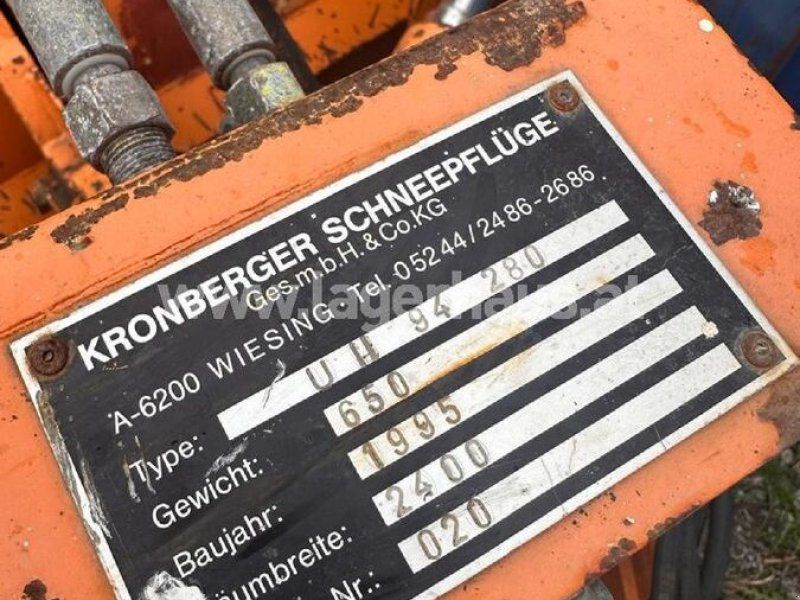 KRONBERGER SCHNEEPFLÜGE
Ges.m.b.H. & Co.KG
A-6200 WIESING · Tel. 05244/2486-2686
www.lagerhaus.at
Type: UH 94 280
Gewicht: 650
Baujahr: 1995
äumbreite: 2400
Nr.: 020